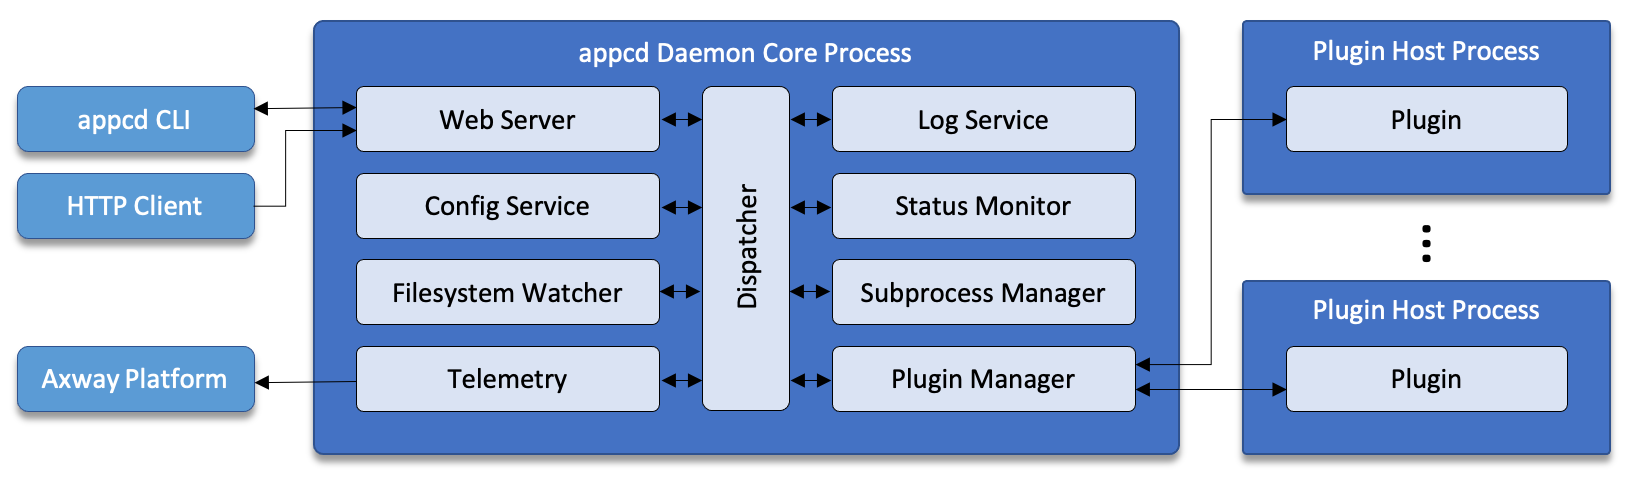 appcd Daemon Core Process
Plugin Host Process
appcd CLI
Web Server
Log Service
Plugin
HTTP Client
Config Service
Dispatcher
Status Monitor
Filesystem Watcher
Subprocess Manager
Plugin Host Process
Axway Platform
Telemetry
Plugin Manager
Plugin